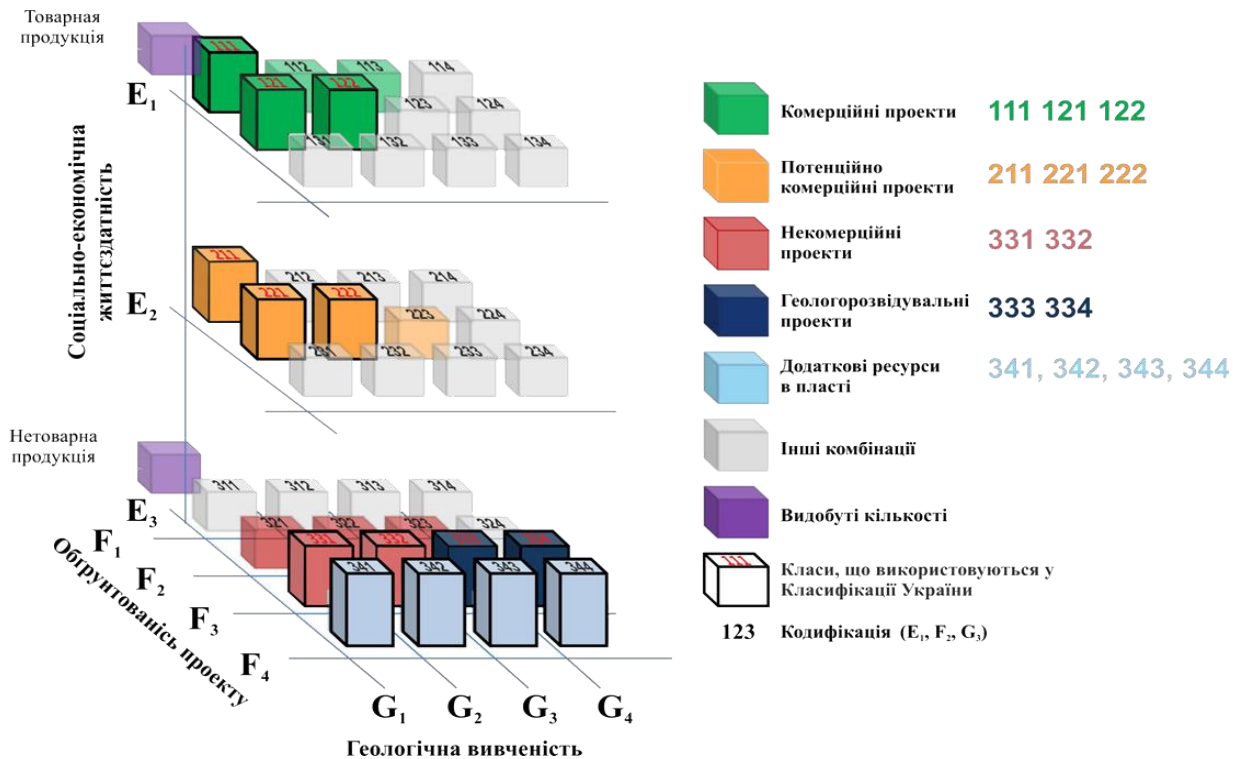 Товарная
продукція
111
112
113
114
E₁
121
122
123
124
131
132
133
134
Соціально-економічна
життєздатність
211
212
213
214
E₂
221
222
223
224
231
232
233
234
Нетоварна
продукція
311
312
313
314
E₃
321
322
323
324
F₁
331
332
333
334
F₂
341
342
343
344
F₃
F₄
Обґрунтованісь проекту
G₁
G₂
G₃
G₄
Геологічна вивченість
Комерційні проекти
111 121 122
Потенційно
комерційні проекти
211 221 222
Некомерційні
проекти
331 332
Геологорозвідувальні
проекти
333 334
Додаткові ресурси
в пласті
341, 342, 343, 344
Інші комбінації
Видобуті кількості
111
Класи, що використовуються у
Класифікації України
123 Кодифікація (E₁, F₂, G₃)